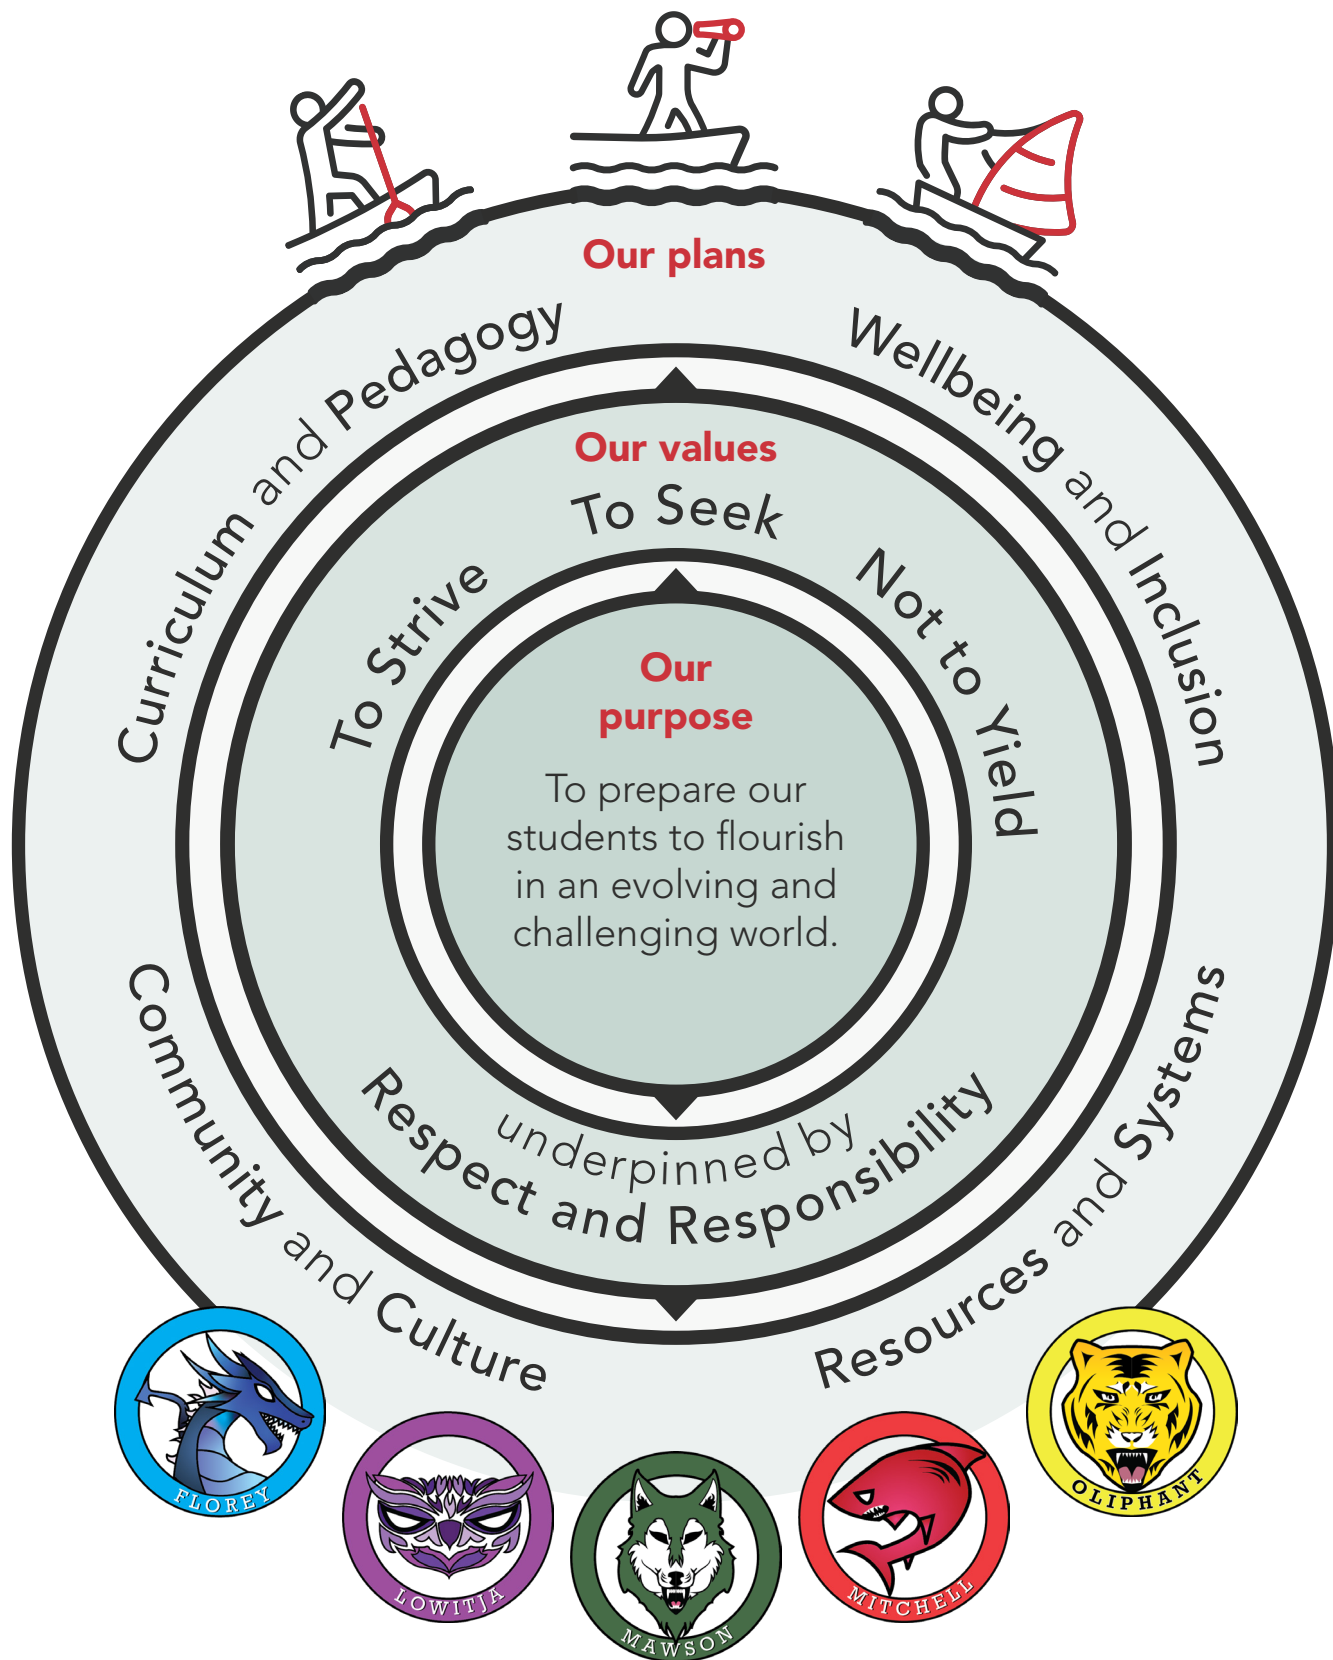 Our plans
Curriculum and Pedagogy
Wellbeing and Inclusion
Our values
To Strive
To Seek
Not to Yield
Our
purpose
To prepare our
students to flourish
in an evolving and
challenging world.
underpinned by
Respect and Responsibility
Community and Culture
Resources and Systems
FLOREY
LOWITJA
MAWSON
MITCHELL
OLIPHANT